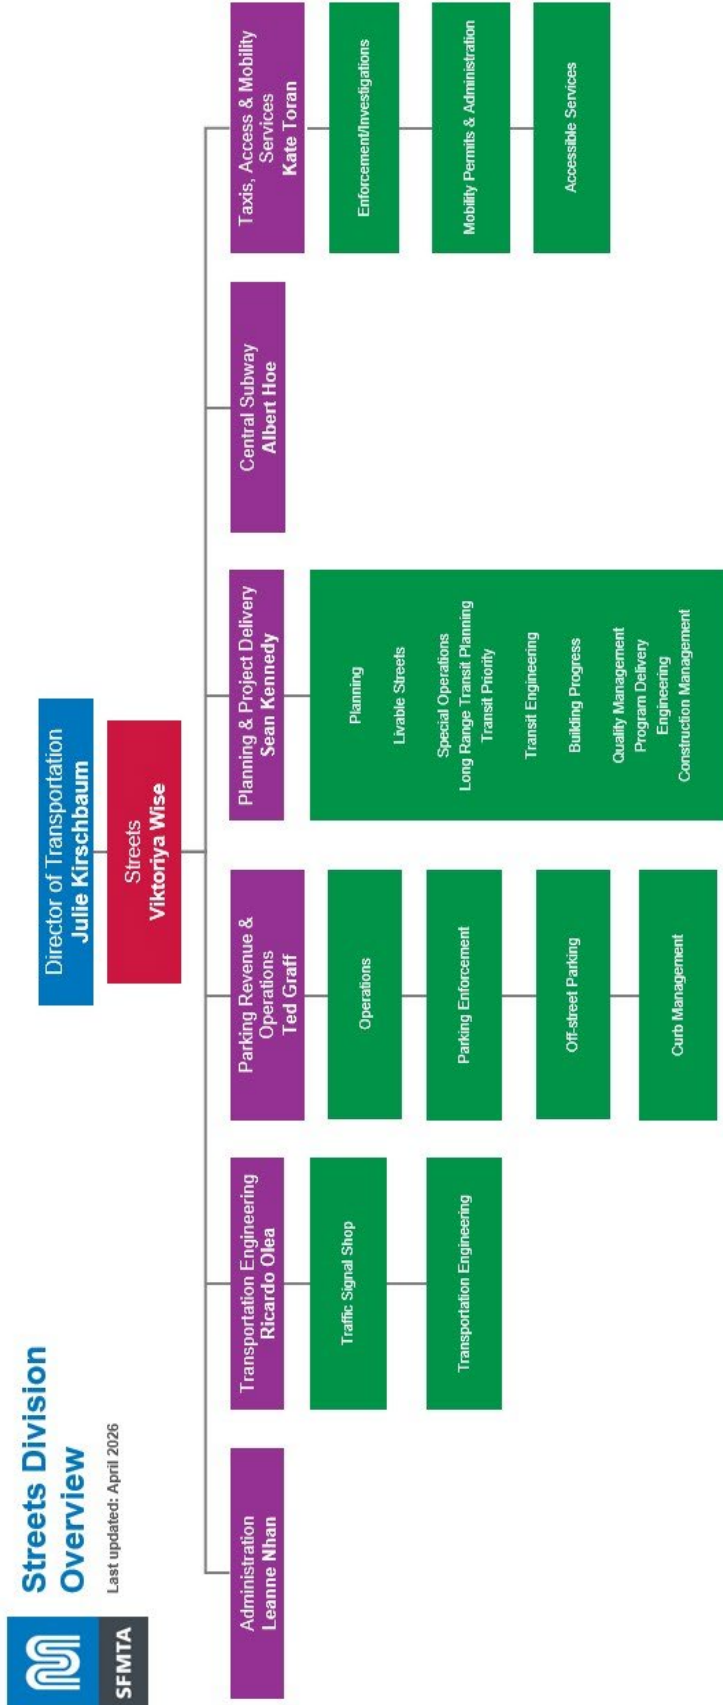 SFMTA
Streets Division
Overview
Last updated: April 2026
Director of Transportation
Julie Kirschbaum
Streets
Viktoriya Wise
Administration
Leanne Nhan
Transportation Engineering
Ricardo Olea
Traffic Signal Shop
Transportation Engineering
Parking Revenue &
Operations
Ted Graff
Operations
Parking Enforcement
Off-street Parking
Curb Management
Planning & Project Delivery
Sean Kennedy
Planning
Livable Streets
Special Operations
Long Range Transit Planning
Transit Priority
Transit Engineering
Building Progress
Quality Management
Program Delivery
Engineering
Construction Management
Central Subway
Albert Hoe
Taxis, Access & Mobility
Services
Kate Toran
Enforcement/Investigations
Mobility Permits & Administration
Accessible Services